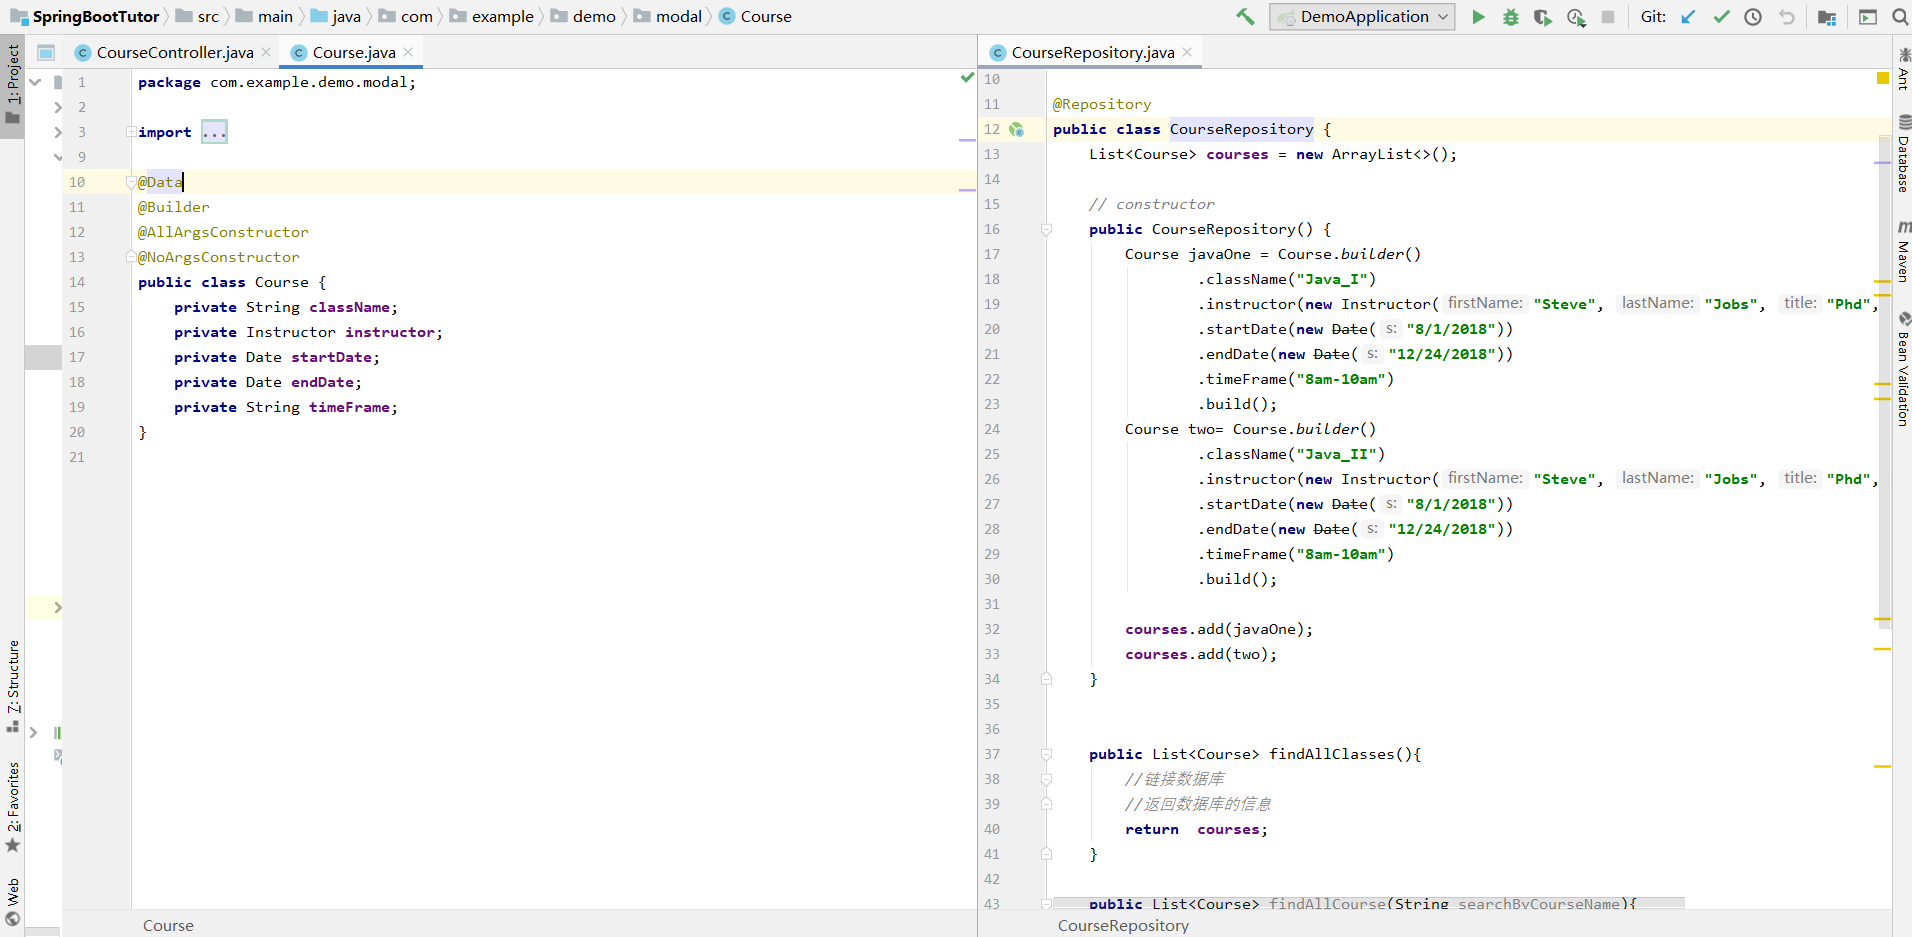 SpringBootTutor src main java com example demo modal Course
DemoApplication Git:
1: Project
7: Structure
2: Favorites
Web
CourseController.java Course.java
1 package com.example.demo.modal;
2
3 import ...
9
10 @Data
11 @Builder
12 @AllArgsConstructor
13 @NoArgsConstructor
14 public class Course {
15 private String className;
16 private Instructor instructor;
17 private Date startDate;
18 private Date endDate;
19 private String timeFrame;
20 }
21
Course
CourseRepository.java
10
11 @Repository
12 public class CourseRepository {
13 List<Course> courses = new ArrayList<>();
14
15 // constructor
16 public CourseRepository() {
17 Course javaOne = Course.builder()
18 .className("Java_I")
19 .instructor(new Instructor( firstName: "Steve", lastName: "Jobs", title: "Phd",
20 .startDate(new Date( s: "8/1/2018"))
21 .endDate(new Date( s: "12/24/2018"))
22 .timeFrame("8am-10am")
23 .build();
24 Course two= Course.builder()
25 .className("Java_II")
26 .instructor(new Instructor( firstName: "Steve", lastName: "Jobs", title: "Phd",
27 .startDate(new Date( s: "8/1/2018"))
28 .endDate(new Date( s: "12/24/2018"))
29 .timeFrame("8am-10am")
30 .build();
31
32 courses.add(javaOne);
33 courses.add(two);
34 }
35
36
37 public List<Course> findAllClasses(){
38 //链接数据库
39 //返回数据库的信息
40 return courses;
41 }
42
43 public List<Course> findAllCourse(String searchByCourseName){
CourseRepository
Ant
Database
Maven
Bean Validation